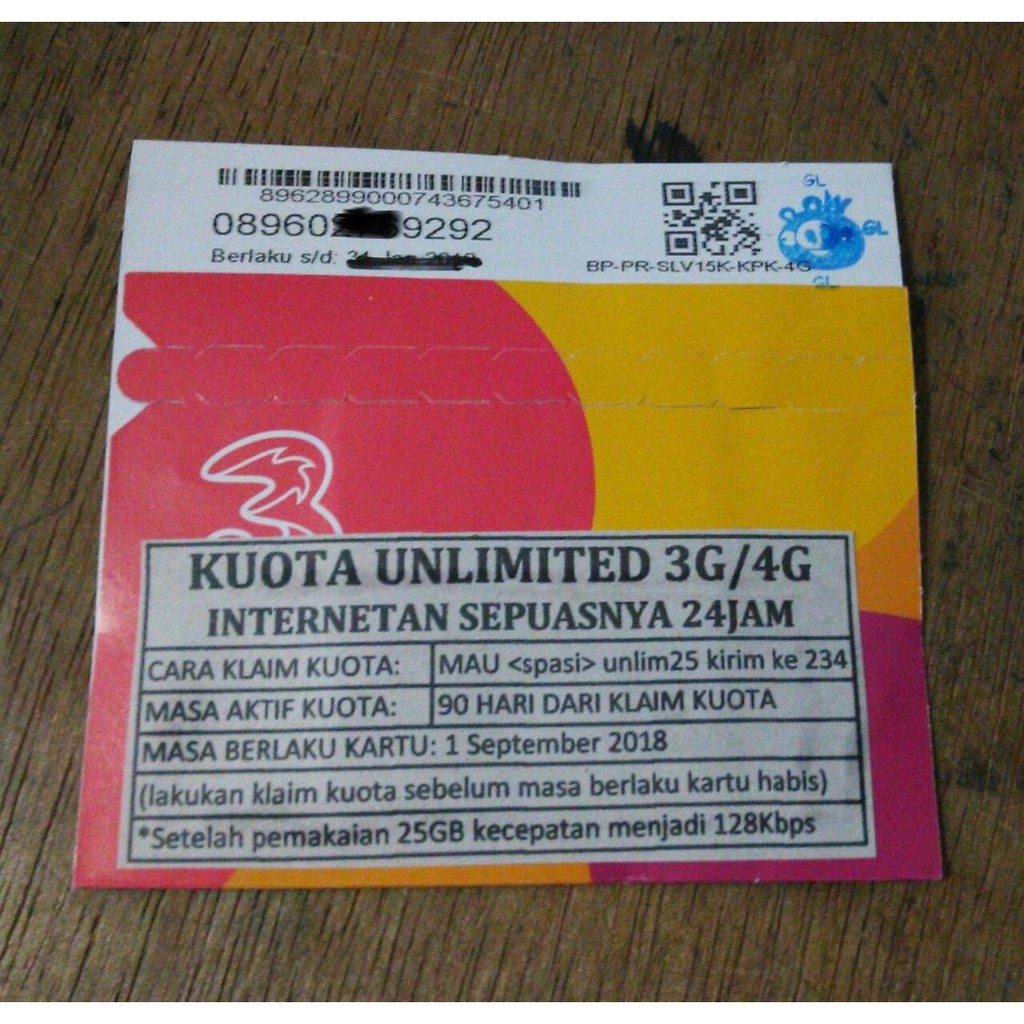 8962899000743675401
089602 9292
Berlaku s/d:
BP-PR-SLV15K-KPK-4G
GL
GL
GL
KUOTA UNLIMITED 3G/4G
INTERNETAN SEPUASNYA 24JAM
CARA KLAIM KUOTA: MAU <spasi> unlim25 kirim ke 234
MASA AKTIF KUOTA: 90 HARI DARI KLAIM KUOTA
MASA BERLAKU KARTU: 1 September 2018
(lakukan klaim kuota sebelum masa berlaku kartu habis)
*Setelah pemakaian 25GB kecepatan menjadi 128Kbps